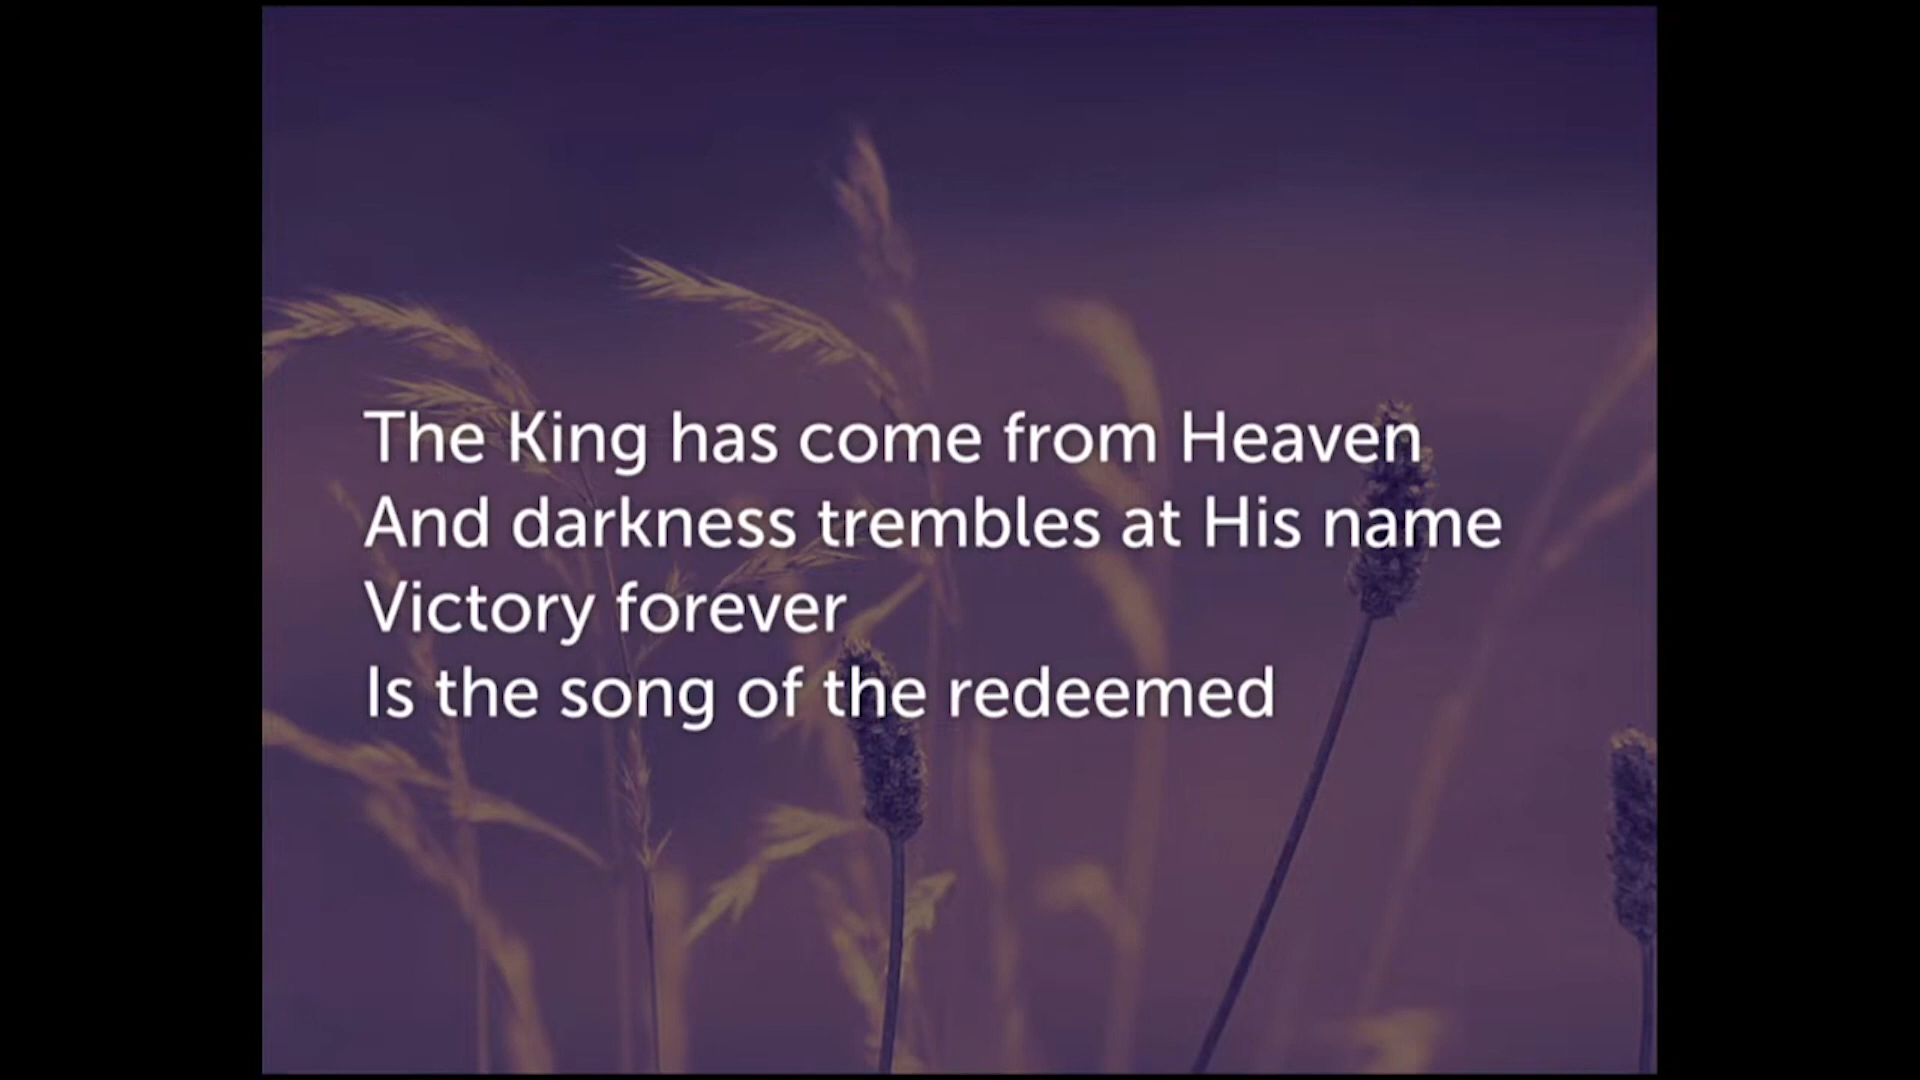 The King has come from Heaven
And darkness trembles at His name
Victory forever
Is the song of the redeemed